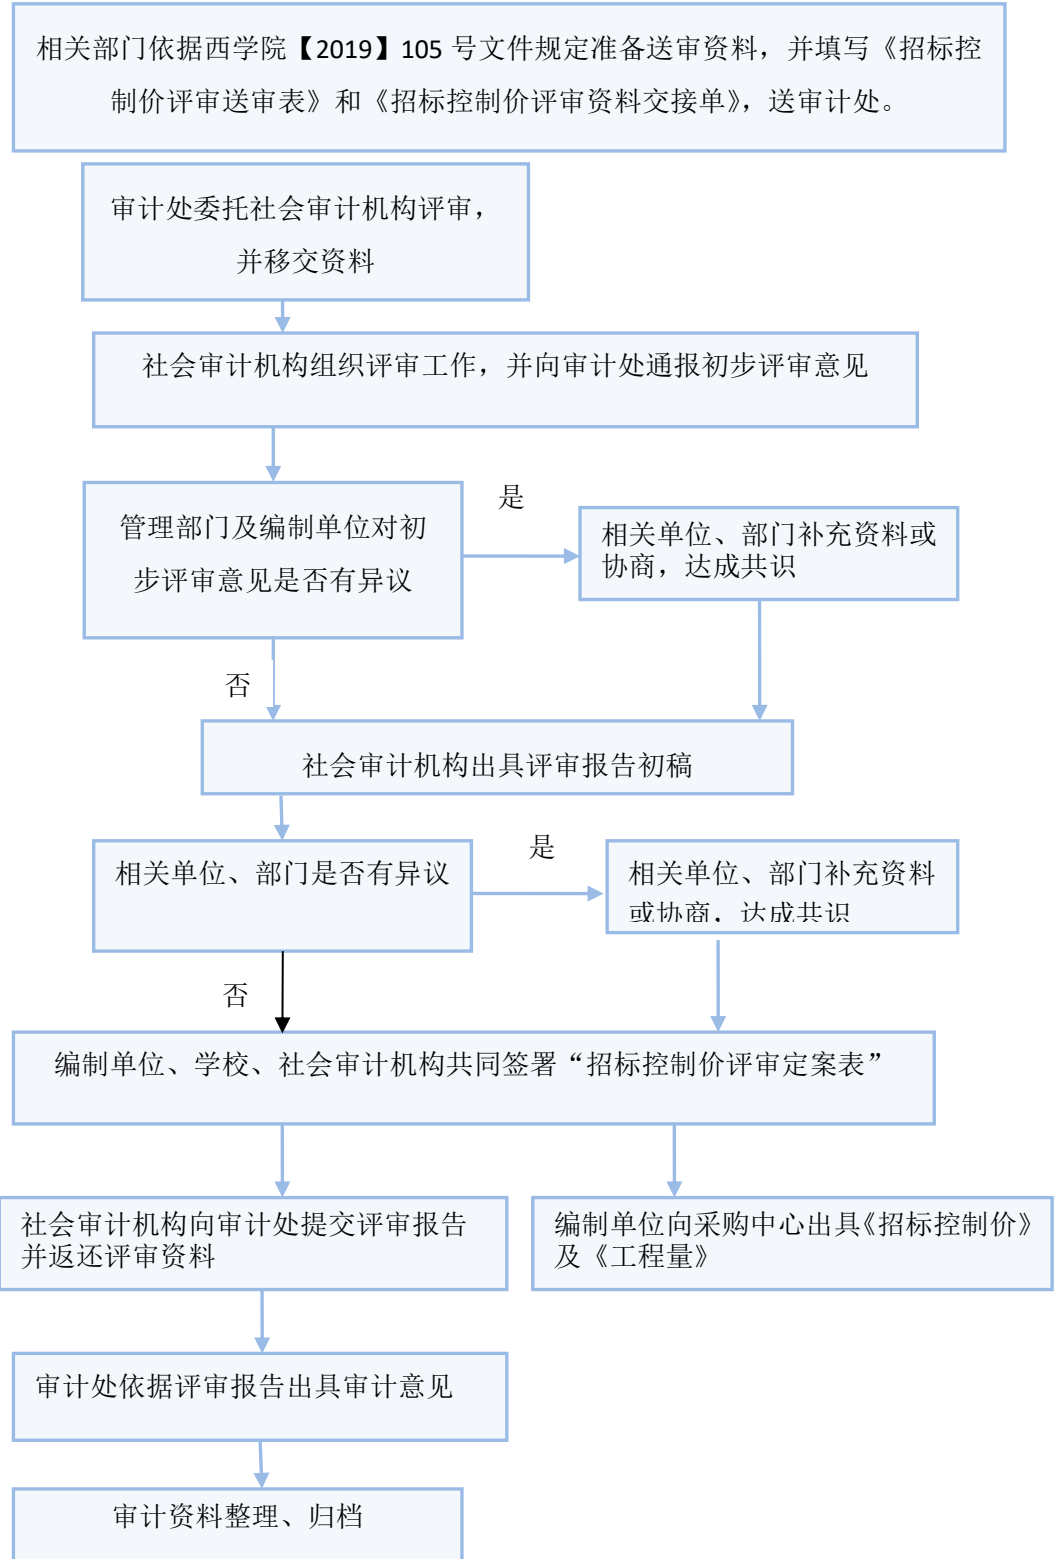 相关部门依据西学院【2019】105 号文件规定准备送审资料，并填写《招标控
制价评审送审表》和《招标控制价评审资料交接单》，送审计处。
审计处委托社会审计机构评审，
并移交资料
社会审计机构组织评审工作，并向审计处通报初步评审意见
管理部门及编制单位对初
步评审意见是否有异议
是
相关单位、部门补充资料或
协商，达成共识
否
社会审计机构出具评审报告初稿
相关单位、部门是否有异议
是
相关单位、部门补充资料
或协商，达成共识
否
编制单位、学校、社会审计机构共同签署“招标控制价评审定案表”
社会审计机构向审计处提交评审报告
并返还评审资料
编制单位向采购中心出具《招标控制价》
及《工程量》
审计处依据评审报告出具审计意见
审计资料整理、归档